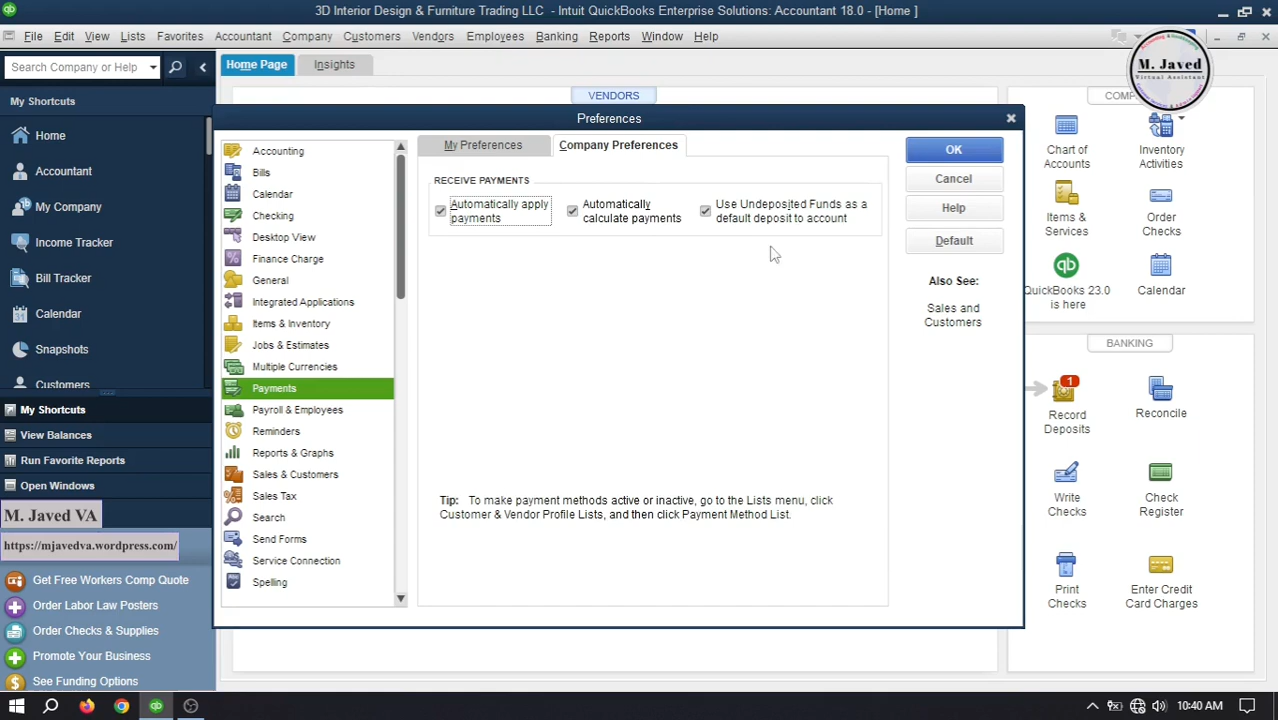 3D Interior Design & Furniture Trading LLC - Intuit QuickBooks Enterprise Solutions: Accountant 18.0 - [Home ]
File Edit View Lists Favorites Accountant Company Customers Vendors Employees Banking Reports Window Help
Search Company or Help
Home Page
Insights
M. Javed
Virtual Assistant
My Shortcuts
Home
Accountant
My Company
Income Tracker
Bill Tracker
Calendar
Snapshots
Customers
My Shortcuts
View Balances
Run Favorite Reports
Open Windows
M. Javed VA
https://mjavedva.wordpress.com/
Get Free Workers Comp Quote
Order Labor Law Posters
Order Checks & Supplies
Promote Your Business
See Funding Options
VENDORS
Preferences
Accounting
Bills
Calendar
Checking
Desktop View
Finance Charge
General
Integrated Applications
Items & Inventory
Jobs & Estimates
Multiple Currencies
Payments
Payroll & Employees
Reminders
Reports & Graphs
Sales & Customers
Sales Tax
Search
Send Forms
Service Connection
Spelling
My Preferences
Company Preferences
RECEIVE PAYMENTS
Automatically apply
payments
Automatically
calculate payments
Use Undeposited Funds as a
default deposit to account
Tip: To make payment methods active or inactive, go to the Lists menu, click
Customer & Vendor Profile Lists, and then click Payment Method List.
OK
Cancel
Help
Default
Also See:
Sales and
Customers
COMP
Chart of
Accounts
Inventory
Activities
Items &
Services
Order
Checks
QuickBooks 23.0
is here
Calendar
BANKING
1
Record
Deposits
Reconcile
Write
Checks
Check
Register
Print
Checks
Enter Credit
Card Charges
10:40 AM